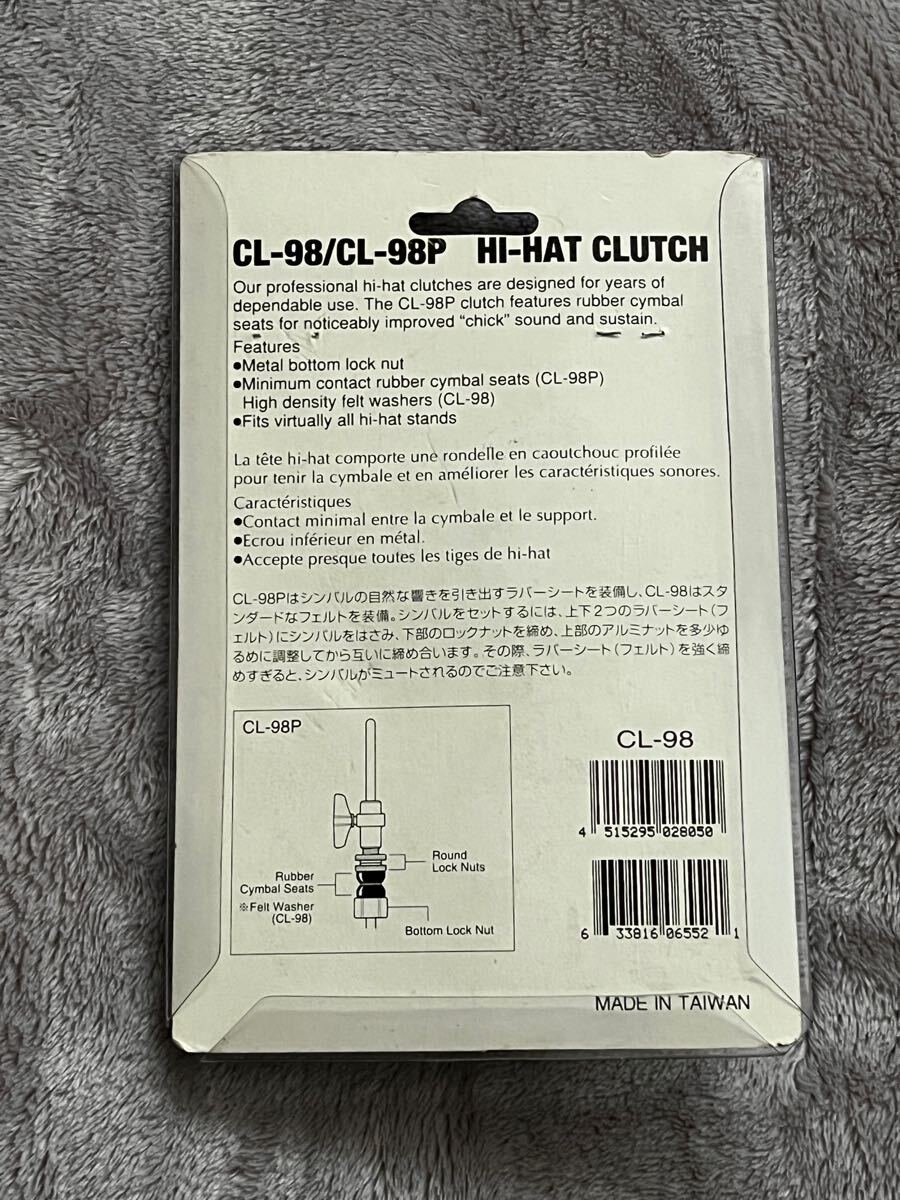 CL-98/CL-98P HI-HAT CLUTCH
Our professional hi-hat clutches are designed for years of
dependable use. The CL-98P clutch features rubber cymbal
seats for noticeably improved “chick” sound and sustain.
Features
●Metal bottom lock nut
●Minimum contact rubber cymbal seats (CL-98P)
High density felt washers (CL-98)
●Fits virtually all hi-hat stands
La tête hi-hat comporte une rondelle en caoutchouc profilée
pour tenir la cymbale et en améliorer les caractéristiques sonores.
Caractéristiques
●Contact minimal entre la cymbale et le support.
●Ecrou inférieur en métal.
●Accepte presque toutes les tiges de hi-hat
CL-98Pはシンバルの自然な響きを引き出すラバーシートを装備し、CL-98はスタ
ンダードなフェルトを装備。シンバルをセットするには、上下2つのラバーシート(フ
ェルト)にシンバルをはさみ、下部のロックナットを締め、上部のアルミナットを多少ゆ
るめに調整してから互いに締め合います。その際、ラバーシート(フェルト)を強く締
めすぎると、シンバルがミュートされるのでご注意下さい。
CL-98P
Round
Lock Nuts
Rubber
Cymbal Seats
※Felt Washer
(CL-98)
Bottom Lock Nut
CL-98
4 515295 028050
6 33816 06552 1
MADE IN TAIWAN